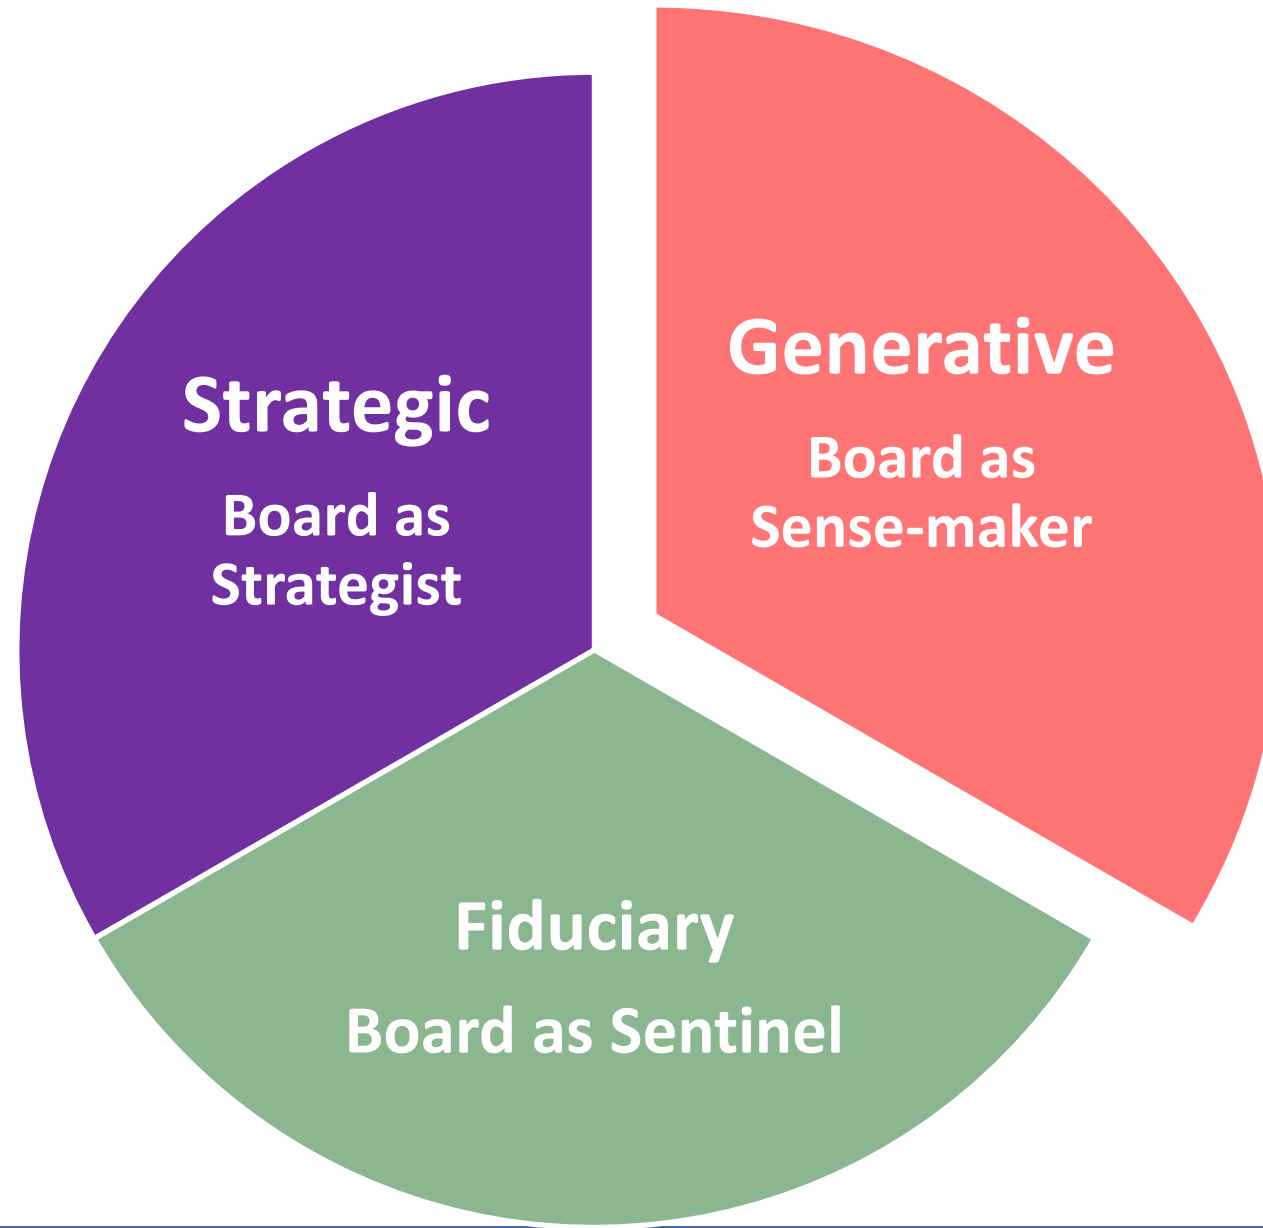 Strategic
Board as
Strategist
Generative
Board as
Sense-maker
Fiduciary
Board as Sentinel